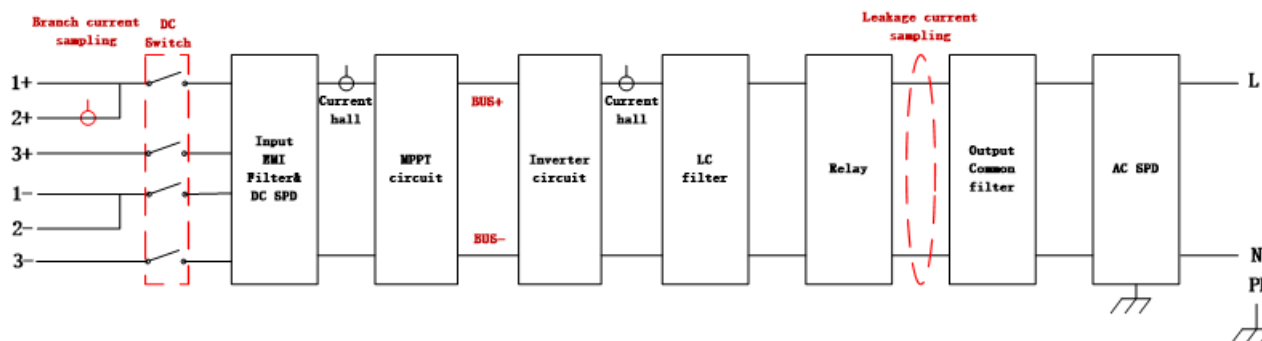 Branch current
sampling
DC
Switch
Leakage current
sampling
1+
2+
3+
1-
2-
3-
Input
EMI
Filter&
DC SPD
Current
hall
MPPT
circuit
BUS+
BUS-
Inverter
circuit
Current
hall
LC
filter
Relay
Output
Common
filter
AC SPD
L
N